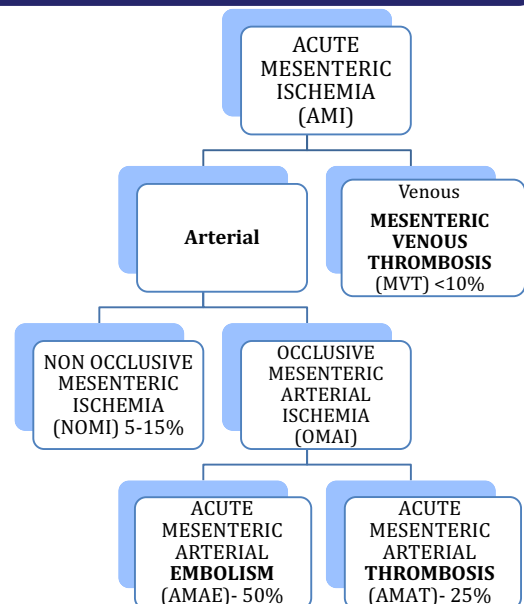 ACUTE
MESENTERIC
ISCHEMIA
(AMI)
Arterial
Venous
MESENTERIC
VENOUS
THROMBOSIS
(MVT) <10%
NON OCCLUSIVE
MESENTERIC
ISCHEMIA
(NOMI) 5-15%
OCCLUSIVE
MESENTERIC
ARTERIAL
ISCHEMIA
(OMAI)
ACUTE
MESENTERIC
ARTERIAL
EMBOLISM
(AMAE)- 50%
ACUTE
MESENTERIC
ARTERIAL
THROMBOSIS
(AMAT)- 25%